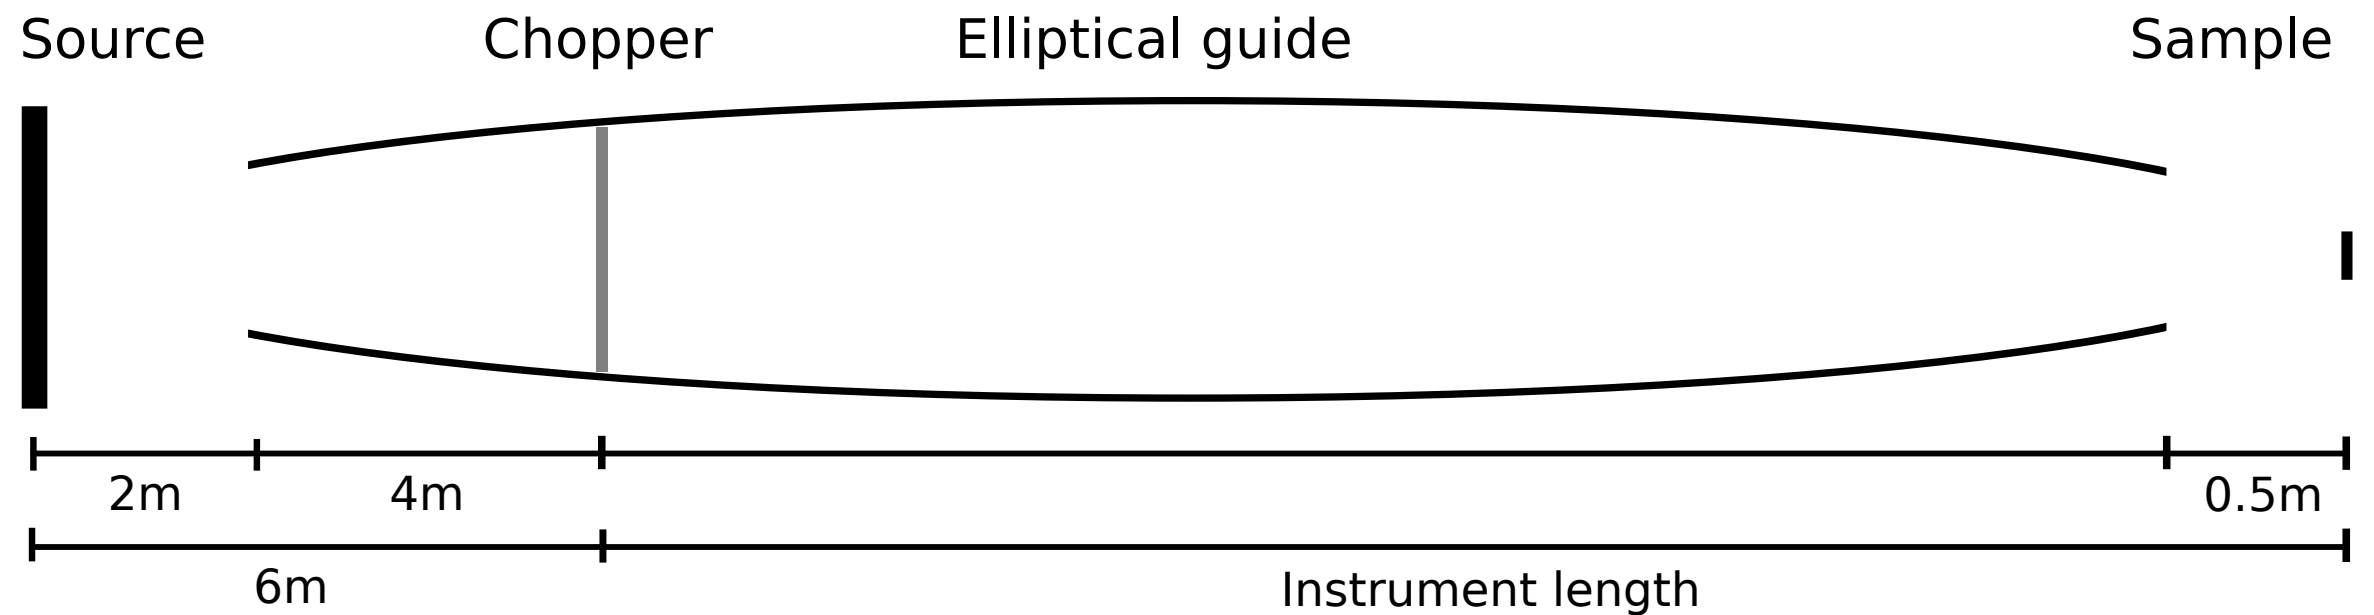 Source Chopper Elliptical guide Sample
2m 4m 0.5m
6m Instrument length